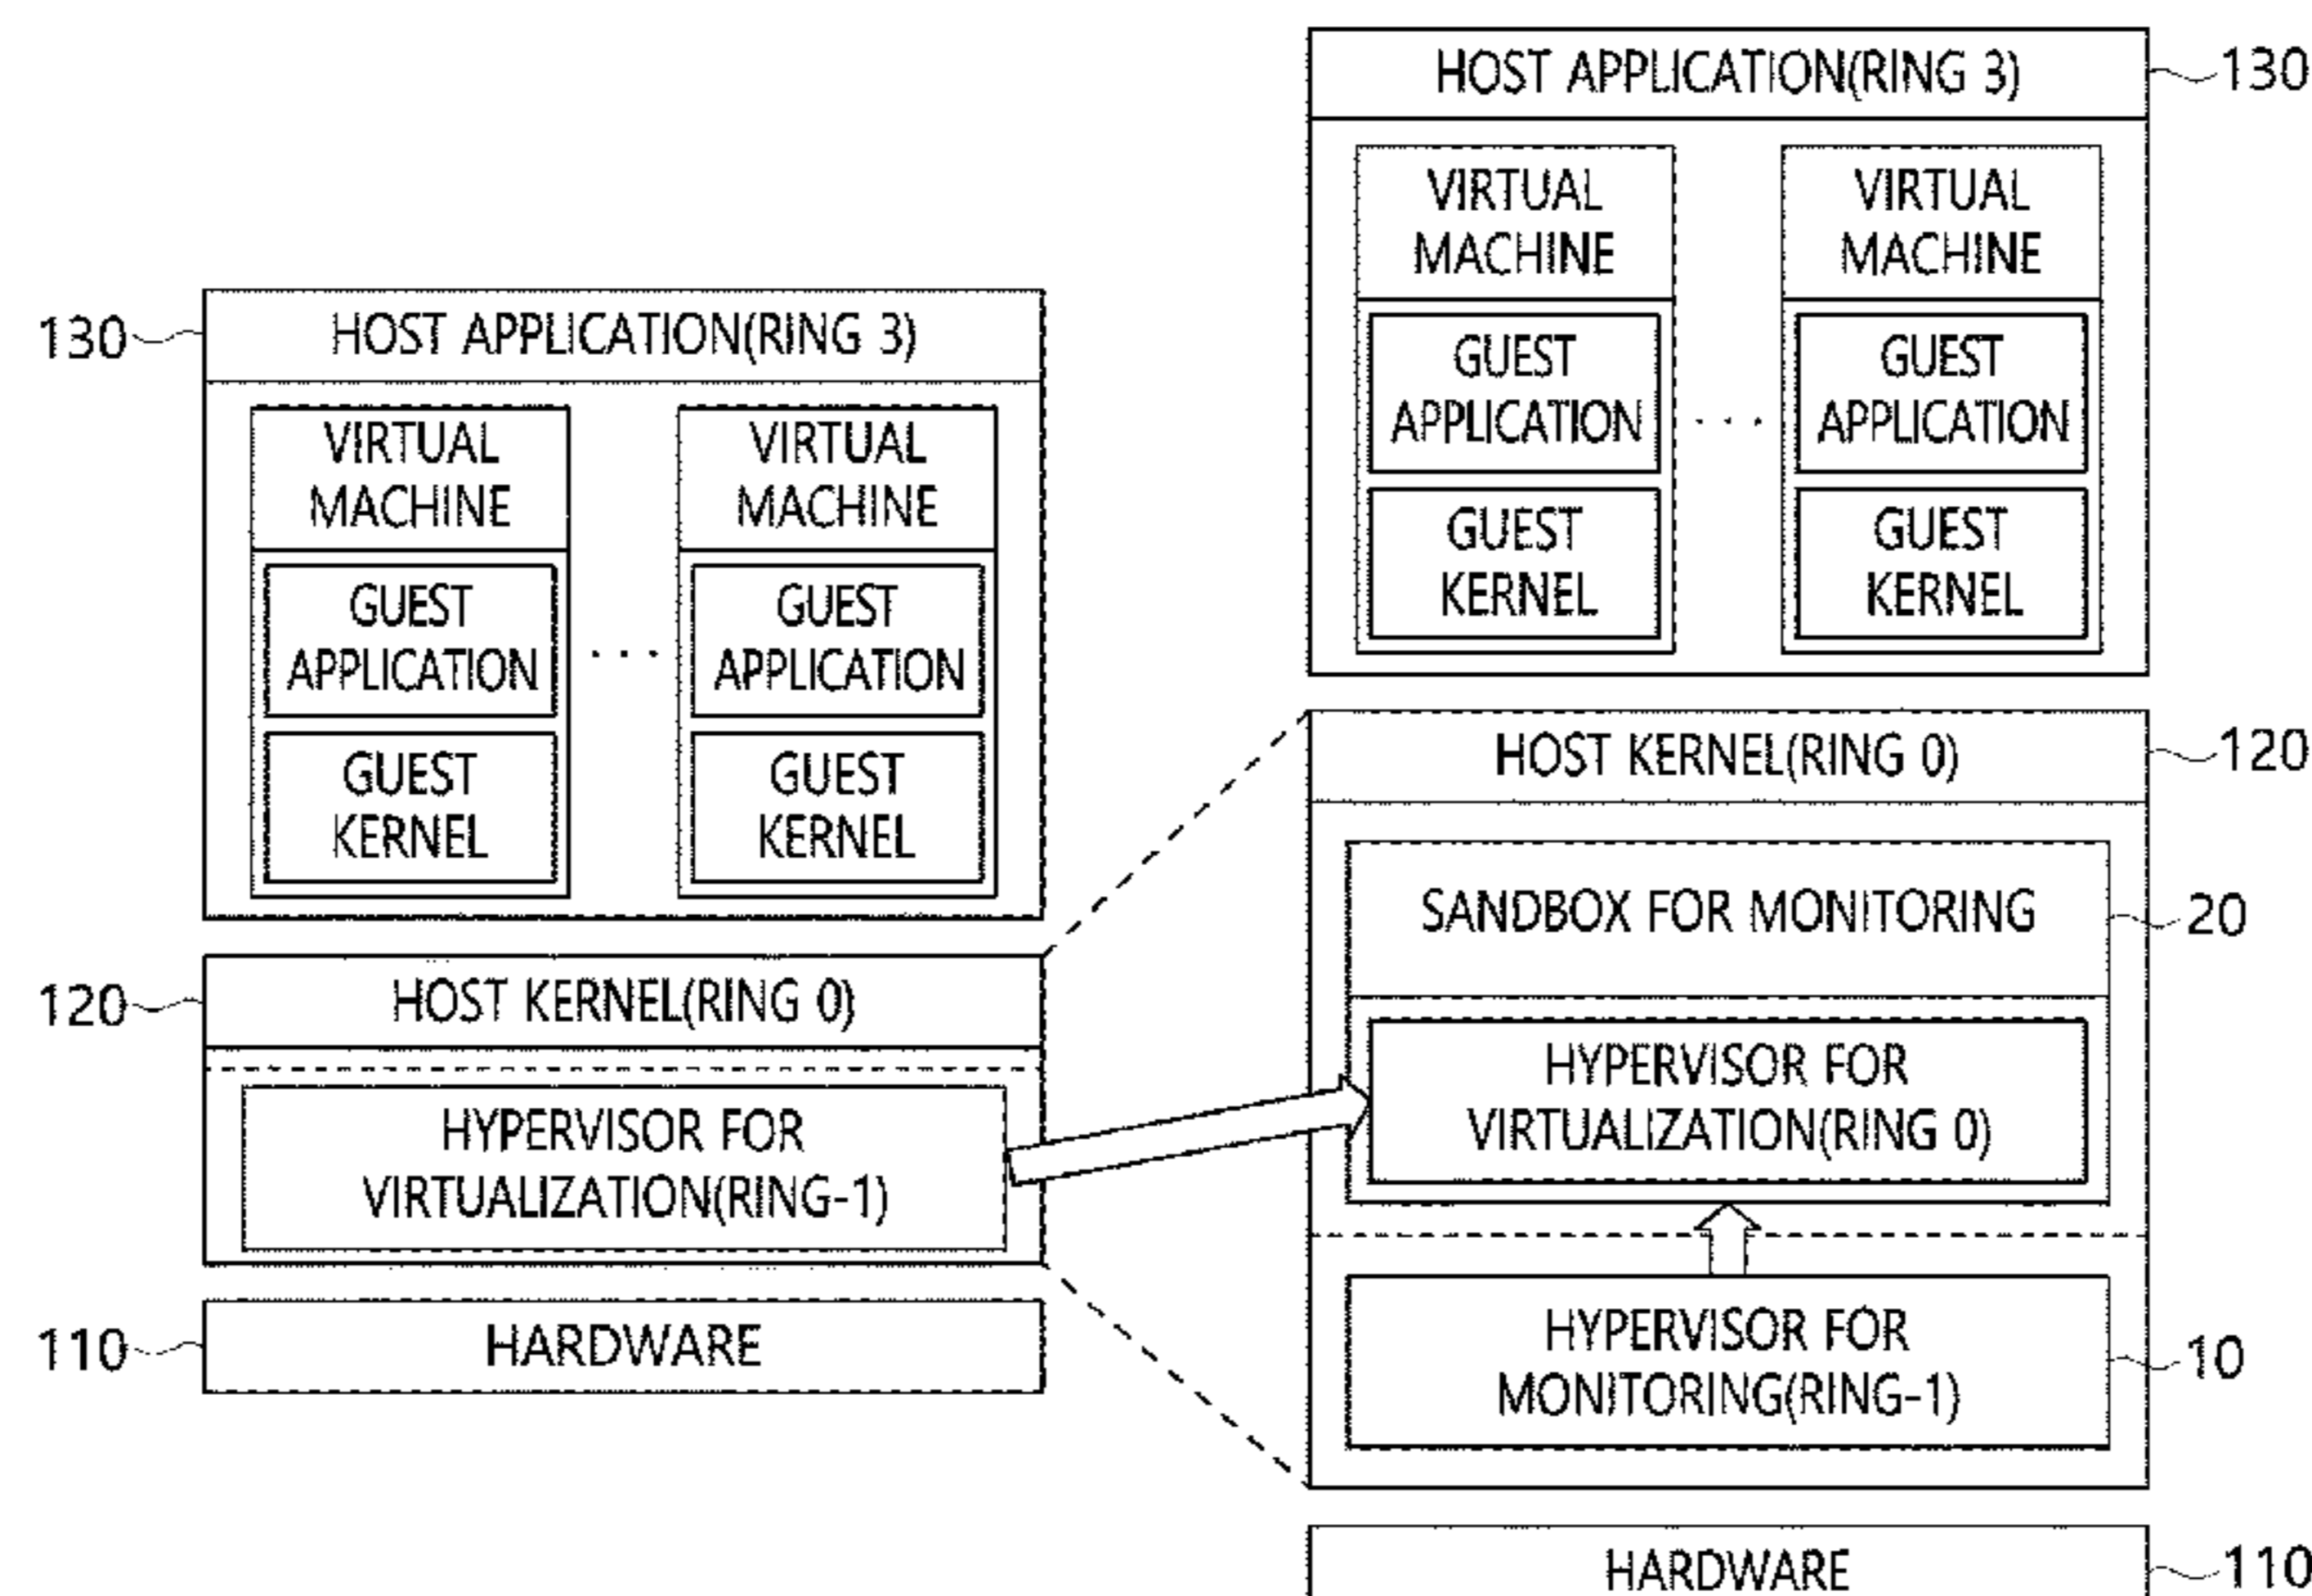 130
HOST APPLICATION(RING 3)
VIRTUAL
MACHINE
GUEST
APPLICATION
GUEST
KERNEL
. . .
VIRTUAL
MACHINE
GUEST
APPLICATION
GUEST
KERNEL
120
HOST KERNEL(RING 0)
HYPERVISOR FOR
VIRTUALIZATION(RING-1)
110
HARDWARE
HOST APPLICATION(RING 3)
130
VIRTUAL
MACHINE
GUEST
APPLICATION
GUEST
KERNEL
. . .
VIRTUAL
MACHINE
GUEST
APPLICATION
GUEST
KERNEL
HOST KERNEL(RING 0)
120
SANDBOX FOR MONITORING
20
HYPERVISOR FOR
VIRTUALIZATION(RING 0)
HYPERVISOR FOR
MONITORING(RING-1)
10
HARDWARE
110